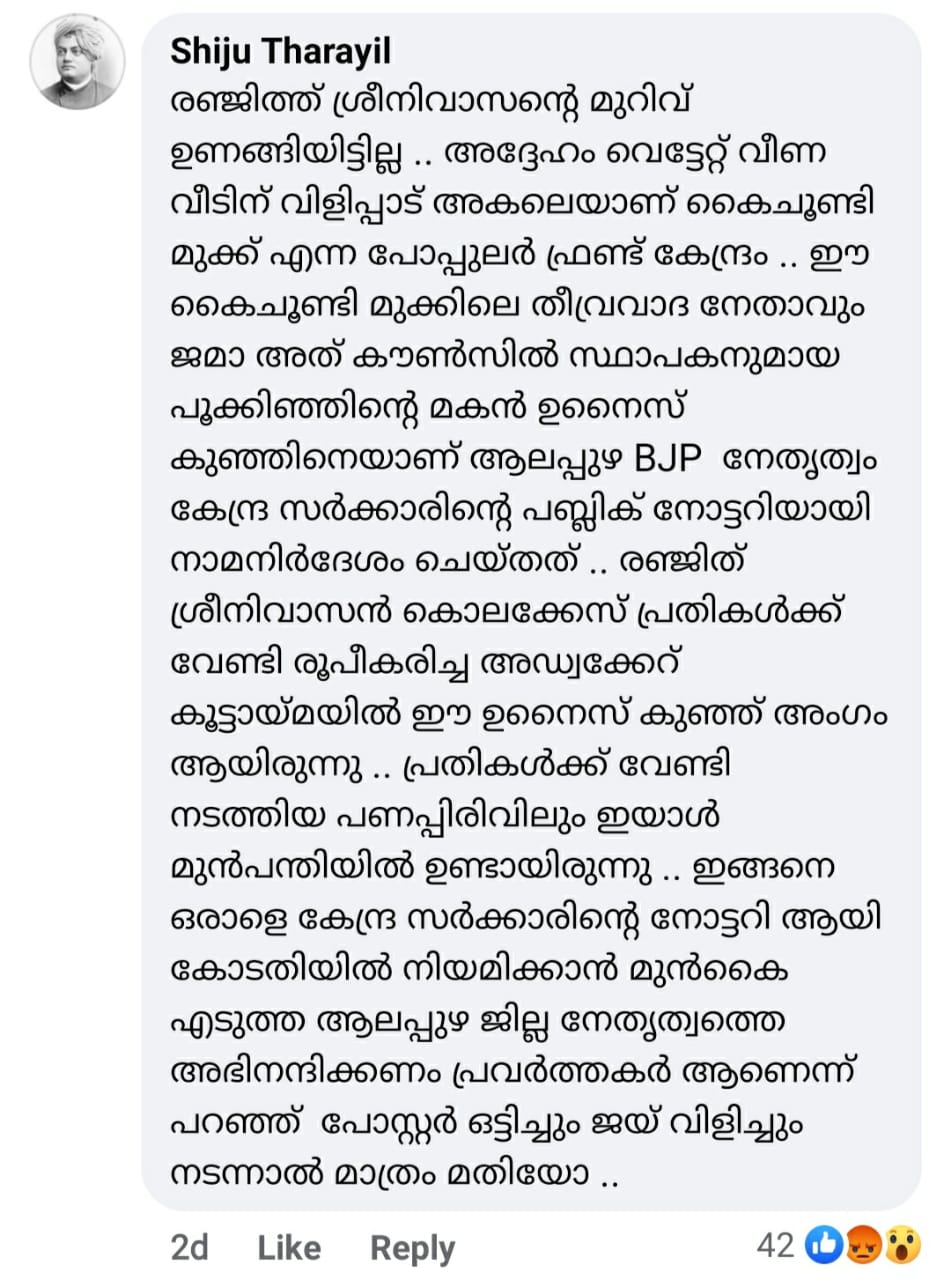 Shiju Tharayil
രഞ്ജിത്ത് ശ്രീനിവാസന്റെ മുറിവ്
ഉണങ്ങിയിട്ടില്ല .. അദ്ദേഹം വെട്ടേറ്റ് വീണ
വീടിന് വിളിപ്പാട് അകലെയാണ് കൈചൂണ്ടി
മുക്ക് എന്ന പോപ്പുലർ ഫ്രണ്ട് കേന്ദ്രം .. ഈ
കൈചൂണ്ടി മുക്കിലെ തീവ്രവാദ നേതാവും
ജമാ അത് കൗൺസിൽ സ്ഥാപകനുമായ
പൂക്കിഞ്ഞിന്റെ മകൻ ഉനൈസ്
കുഞ്ഞിനെയാണ് ആലപ്പുഴ BJP നേതൃത്വം
കേന്ദ്ര സർക്കാരിന്റെ പബ്ലിക് നോട്ടറിയായി
നാമനിർദേശം ചെയ്തത് .. രഞ്ജിത്
ശ്രീനിവാസൻ കൊലക്കേസ് പ്രതികൾക്ക്
വേണ്ടി രൂപീകരിച്ച അഡ്വക്കേറ്
കൂട്ടായ്മയിൽ ഈ ഉനൈസ് കുഞ്ഞ് അംഗം
ആയിരുന്നു .. പ്രതികൾക്ക് വേണ്ടി
നടത്തിയ പണപ്പിരിവിലും ഇയാൾ
മുൻപന്തിയിൽ ഉണ്ടായിരുന്നു .. ഇങ്ങനെ
ഒരാളെ കേന്ദ്ര സർക്കാരിന്റെ നോട്ടറി ആയി
കോടതിയിൽ നിയമിക്കാൻ മുൻകൈ
എടുത്ത ആലപ്പുഴ ജില്ല നേതൃത്വത്തെ
അഭിനന്ദിക്കണം പ്രവർത്തകർ ആണെന്ന്
പറഞ്ഞ് പോസ്റ്റർ ഒട്ടിച്ചും ജയ് വിളിച്ചും
നടന്നാൽ മാത്രം മതിയോ ..
2d Like Reply 42